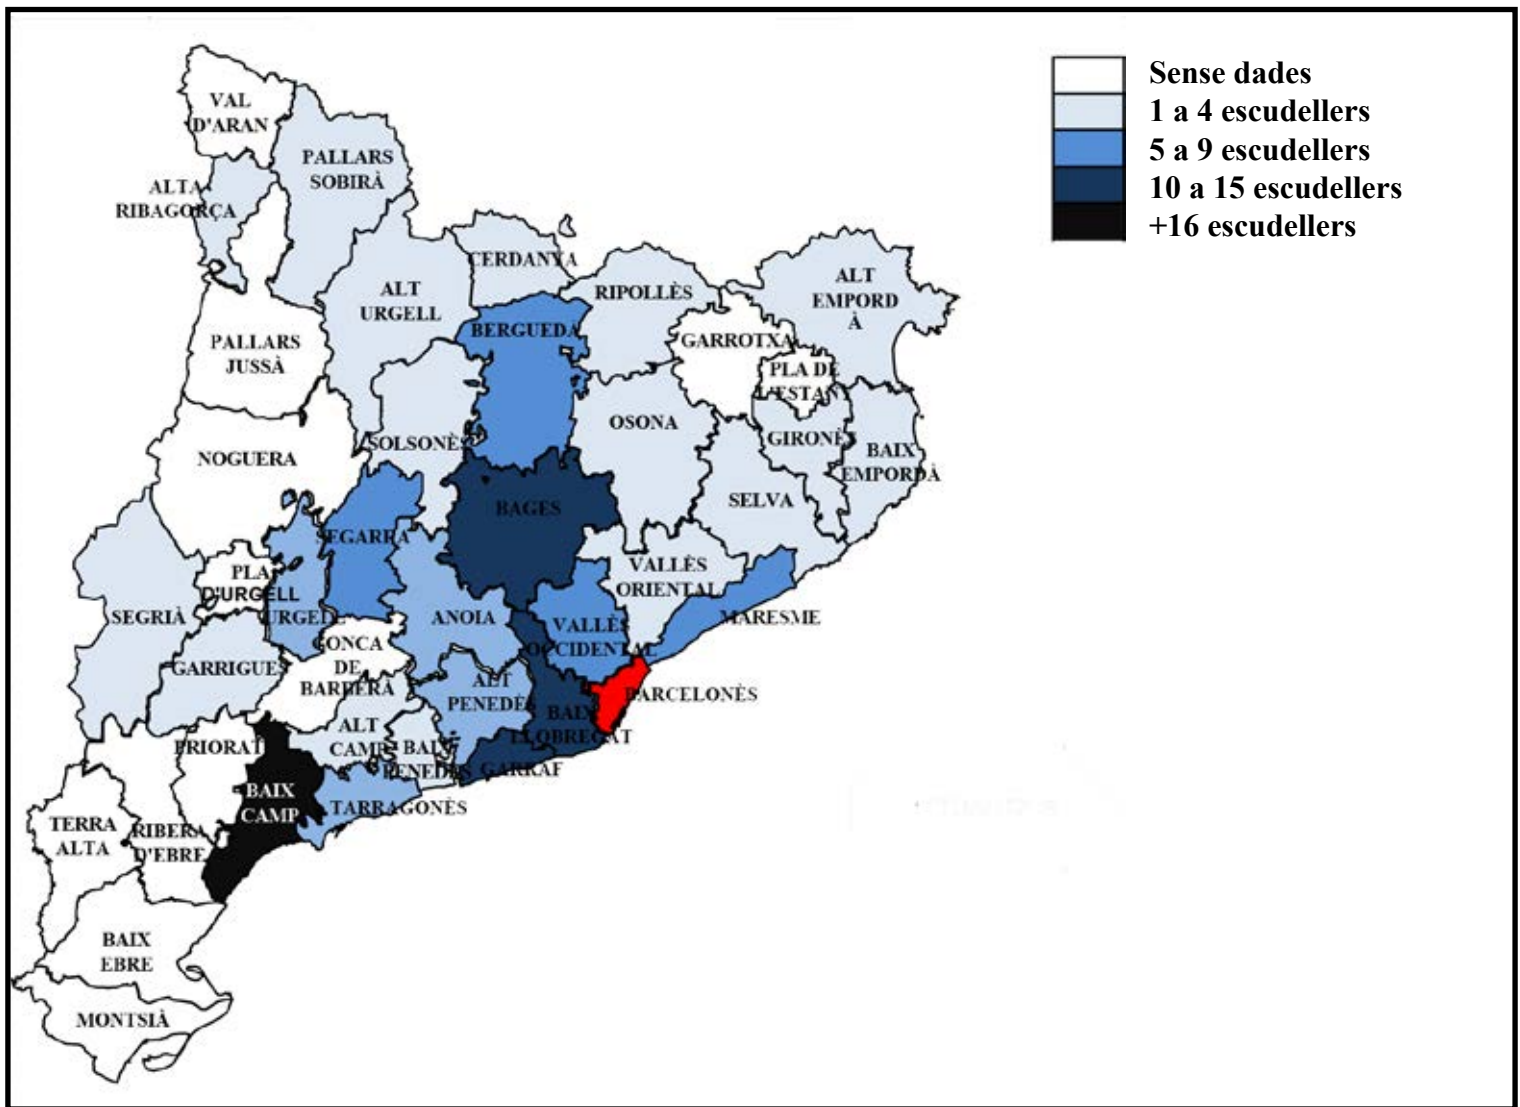 Sense dades
1 a 4 escudellers
5 a 9 escudellers
10 a 15 escudellers
+16 escudellers
VAL
D'ARAN
PALLARS
SOBIRÀ
ALTA
RIBAGORÇA
CERDANYA
ALT
URGELL
RIPOLLÈS
ALT
EMPORD
À
BERGUEDÀ
GARROTXA
PALLARS
JUSSÀ
PLA DE
L'ESTANY
OSONA
GIRONÈS
SOLSONÈS
BAIX
EMPORDÀ
NOGUERA
SELVA
BAGES
SEGARRA
VALLÈS
ORIENTAL
PLA
D'URGELL
SEGRIÀ
URGELL
ANOIA
VALLÈS
OCCIDENTAL
MARESME
CONCA
DE
BARBERÀ
GARRIGUES
ALT
PENEDÈS
BARCELONÈS
BAIX
LLOBREGAT
ALT
CAMP
BAIX
PENEDÈS
GARRAF
PRIORAT
BAIX
CAMP
TARRAGONÈS
TERRA
ALTA
RIBERA
D'EBRE
BAIX
EBRE
MONTSIÀ